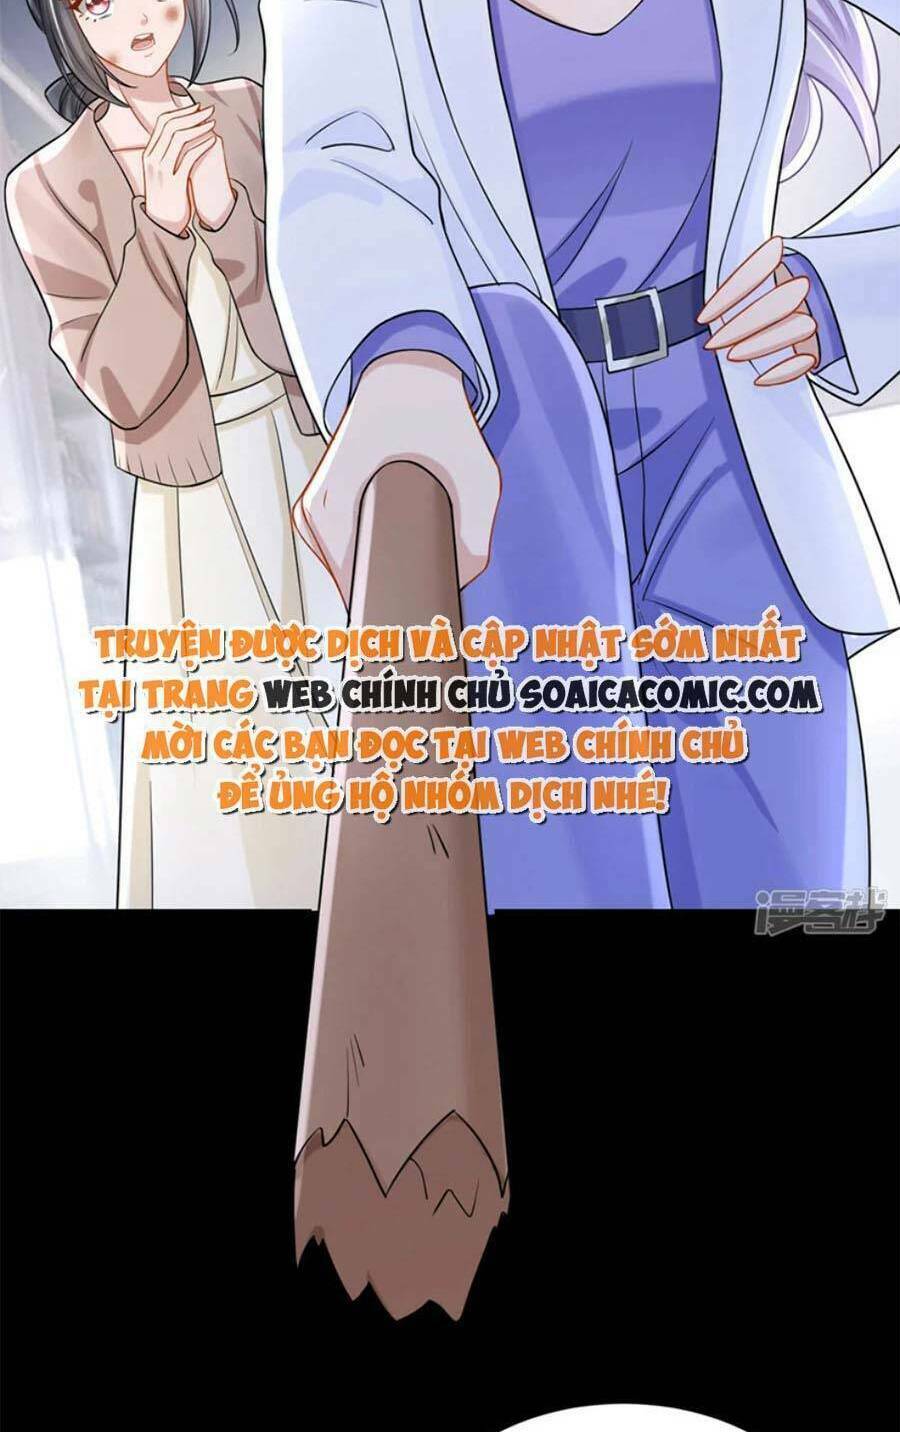 TRUYỆN ĐƯỢC DỊCH VÀ CẬP NHẬT SỚM NHẤT
TẠI TRANG WEB CHÍNH CHỦ SOAICACOMIC.COM
MỜI CÁC BẠN ĐỌC TẠI WEB CHÍNH CHỦ
ĐỂ ỦNG HỘ NHÓM DỊCH NHÉ!
漫客栈